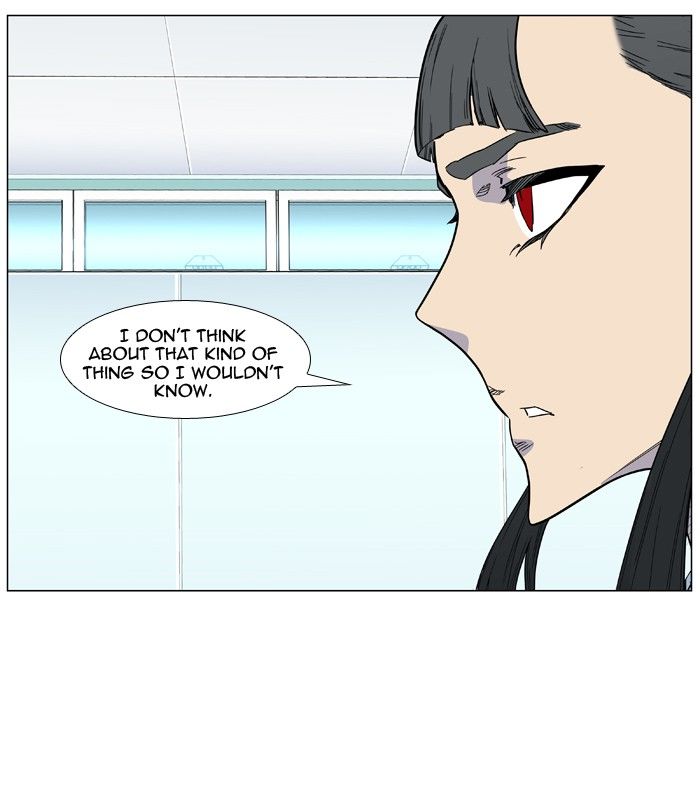 I DON'T THINK
ABOUT THAT KIND OF
THING SO I WOULDN'T
KNOW.